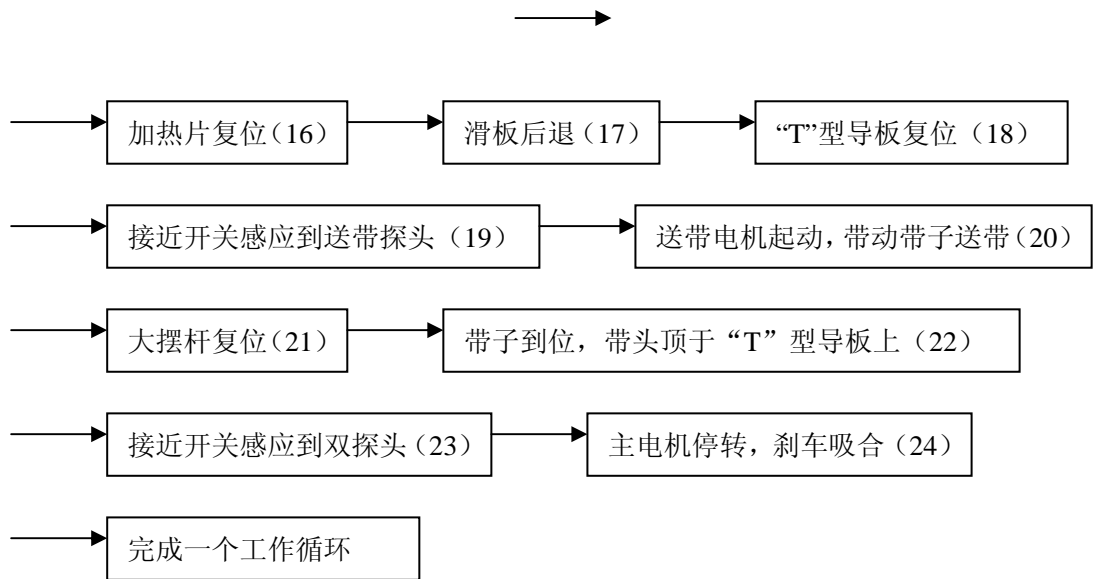 加热片复位（16） 滑板后退（17） “T”型导板复位（18）
接近开关感应到送带探头（19） 送带电机起动，带动带子送带（20）
大摆杆复位（21） 带子到位，带头顶于“T”型导板上（22）
接近开关感应到双探头（23） 主电机停转，刹车吸合（24）
完成一个工作循环